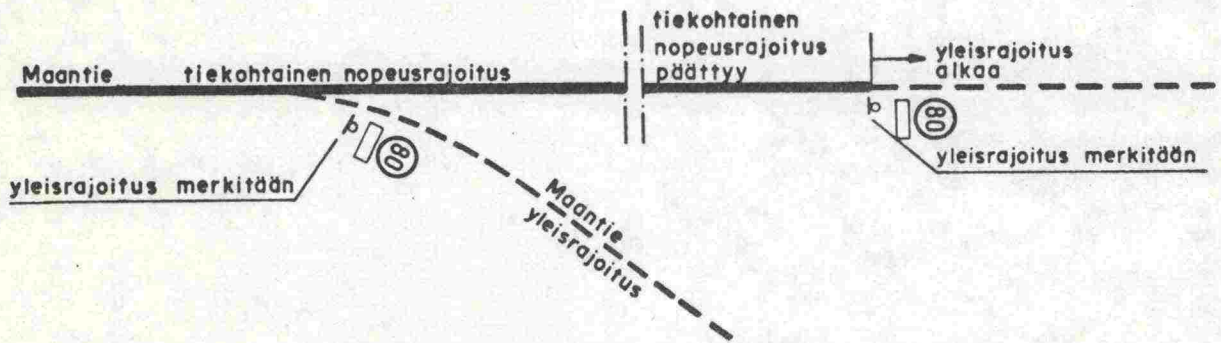 Maantie tiekohtainen nopeusrajoitus
tiekohtainen
nopeusrajoitus
päättyy
yleisrajoitus
alkaa
80
yleisrajoitus merkitään
80
yleisrajoitus merkitään
Maantie
yleisrajoitus